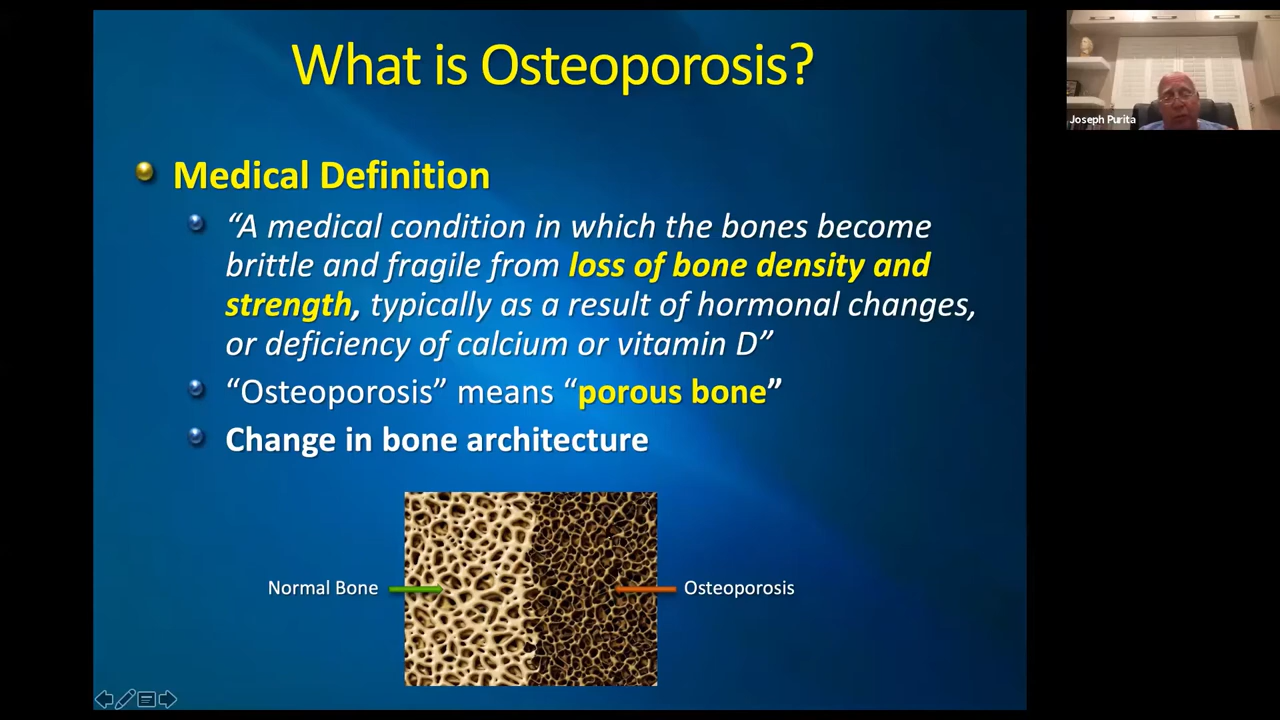 What is Osteoporosis?
Joseph Purita
Medical Definition
“A medical condition in which the bones become
brittle and fragile from loss of bone density and
strength, typically as a result of hormonal changes,
or deficiency of calcium or vitamin D”
“Osteoporosis” means “porous bone”
Change in bone architecture
Normal Bone
Osteoporosis